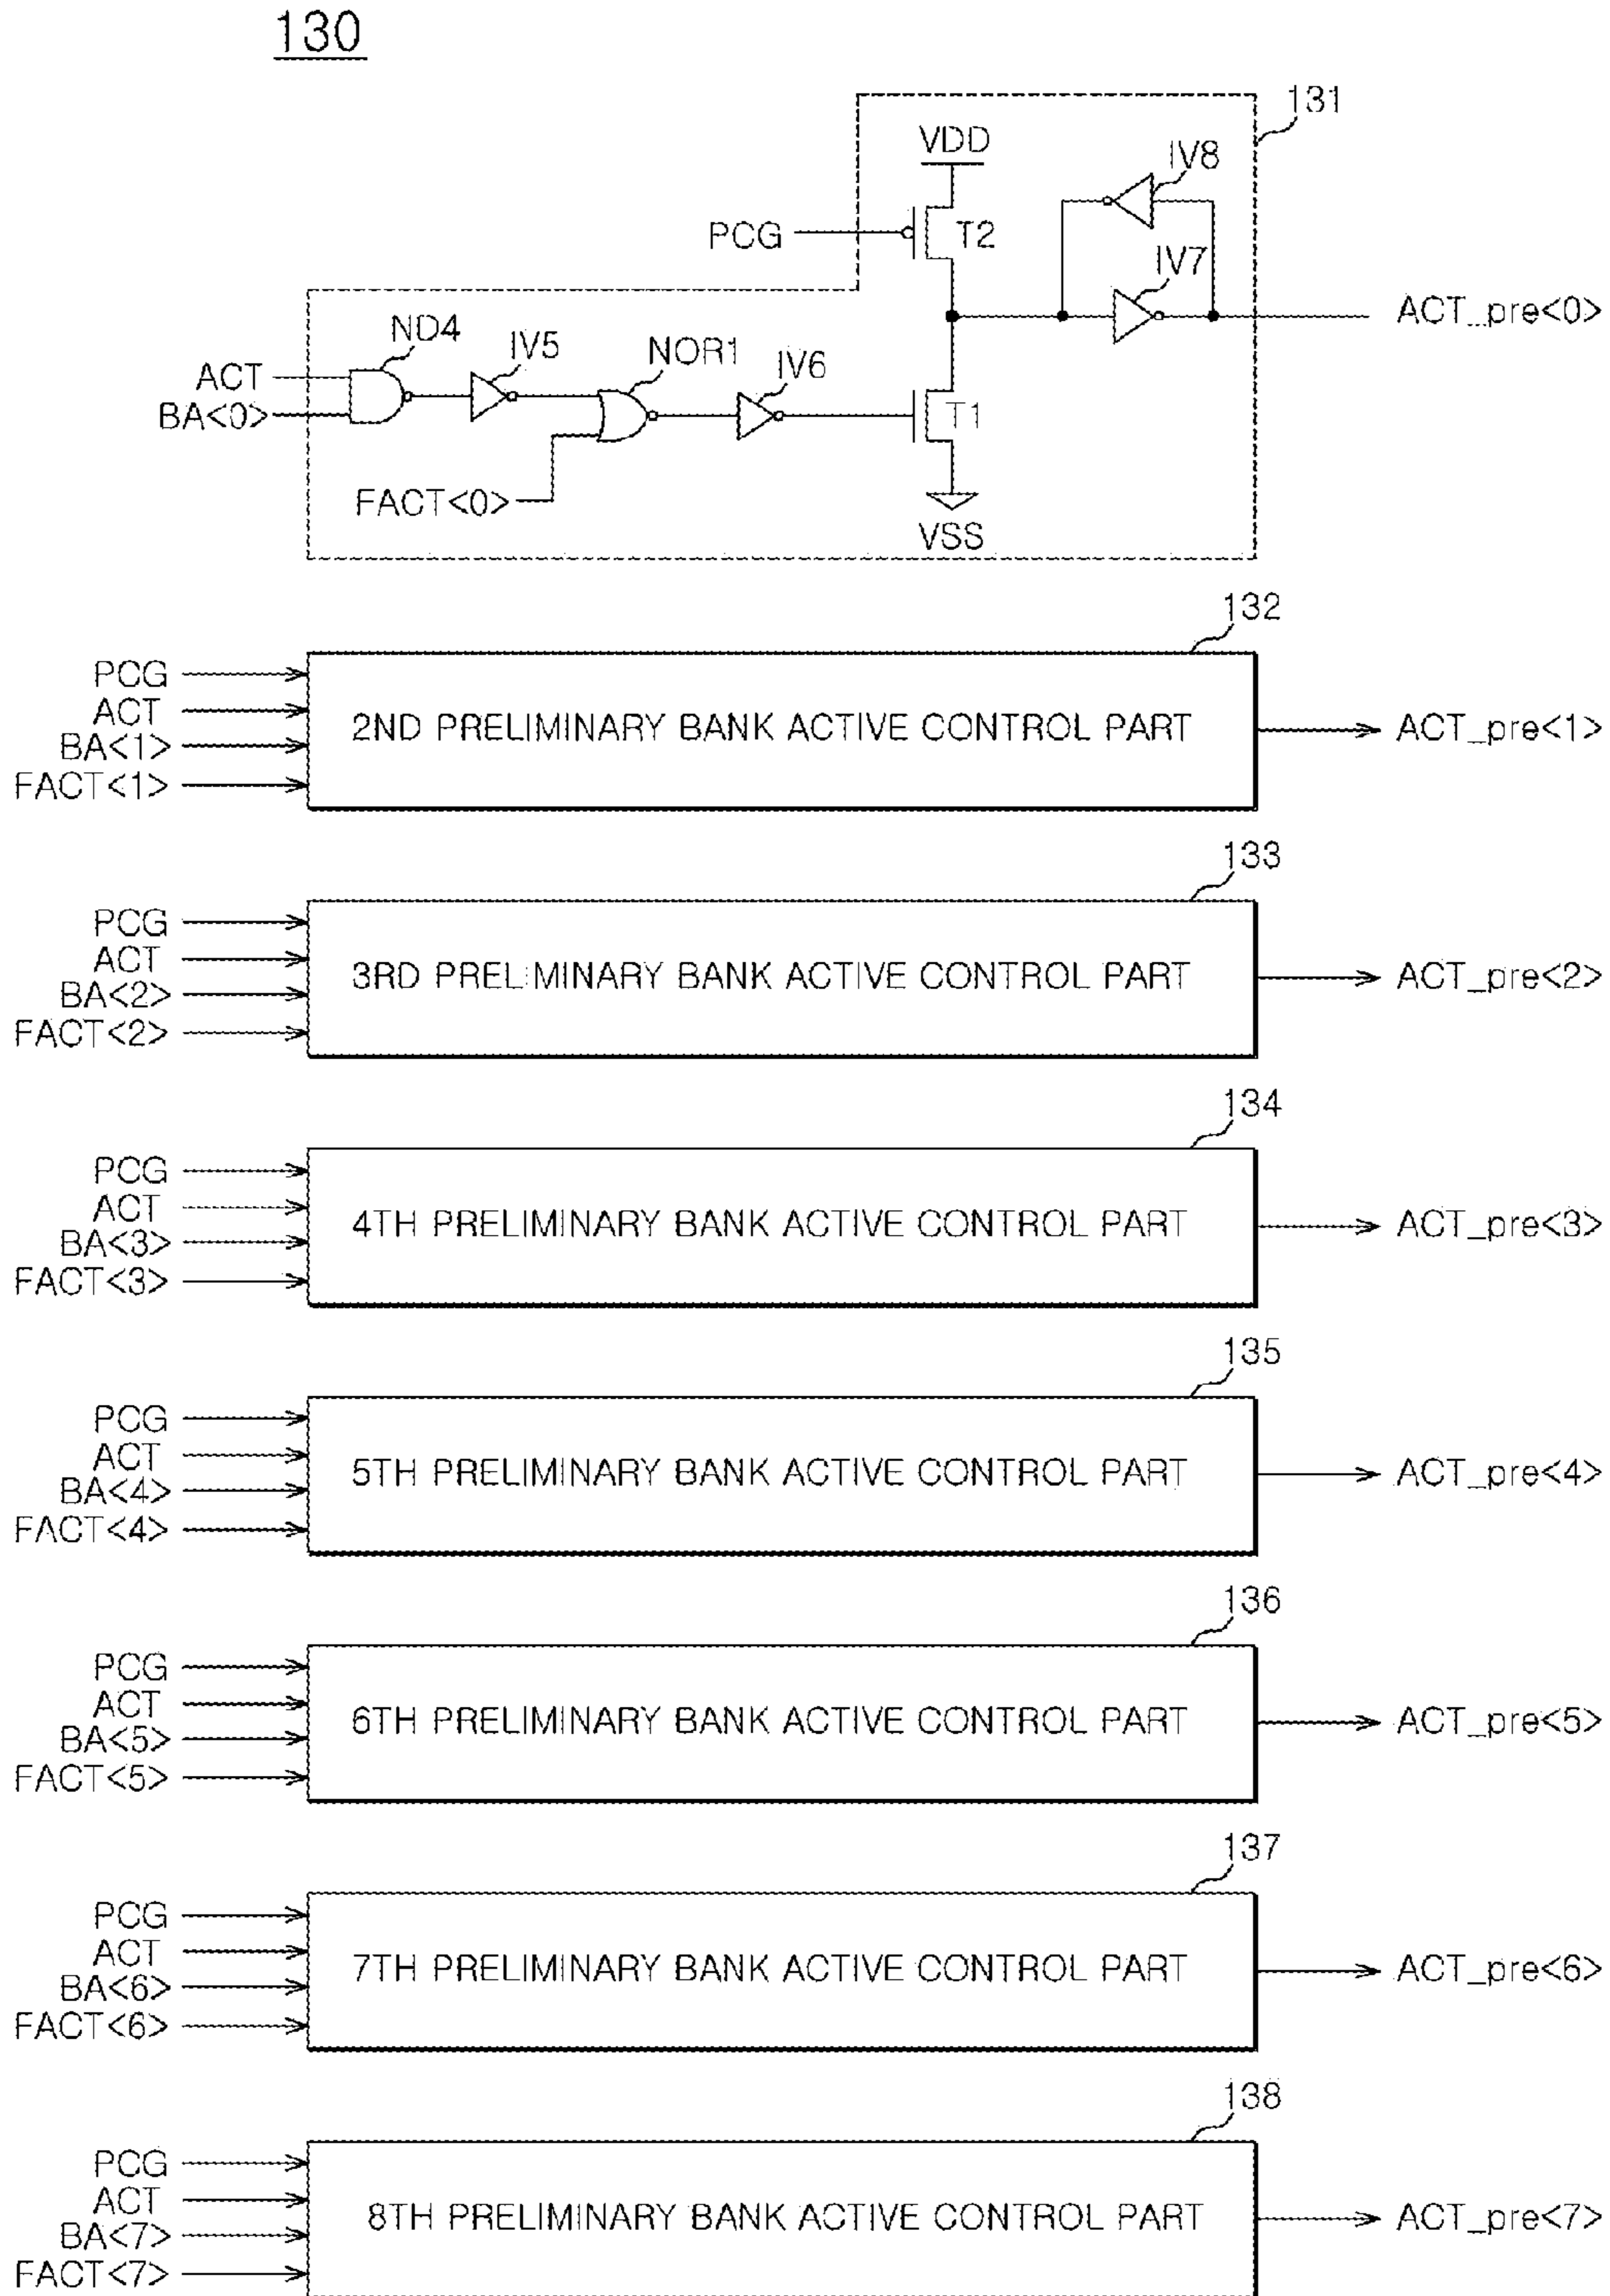 130
131
VDD
IV8
PCG
T2
IV7
ACT_pre<0>
ND4
IV5
NOR1
IV6
ACT
BA<0>
T1
FACT<0>
VSS
132
PCG
ACT
BA<1>
FACT<1>
2ND PRELIMINARY BANK ACTIVE CONTROL PART
ACT_pre<1>
133
PCG
ACT
BA<2>
FACT<2>
3RD PRELIMINARY BANK ACTIVE CONTROL PART
ACT_pre<2>
134
PCG
ACT
BA<3>
FACT<3>
4TH PRELIMINARY BANK ACTIVE CONTROL PART
ACT_pre<3>
135
PCG
ACT
BA<4>
FACT<4>
5TH PRELIMINARY BANK ACTIVE CONTROL PART
ACT_pre<4>
136
PCG
ACT
BA<5>
FACT<5>
6TH PRELIMINARY BANK ACTIVE CONTROL PART
ACT_pre<5>
137
PCG
ACT
BA<6>
FACT<6>
7TH PRELIMINARY BANK ACTIVE CONTROL PART
ACT_pre<6>
138
PCG
ACT
BA<7>
FACT<7>
8TH PRELIMINARY BANK ACTIVE CONTROL PART
ACT_pre<7>